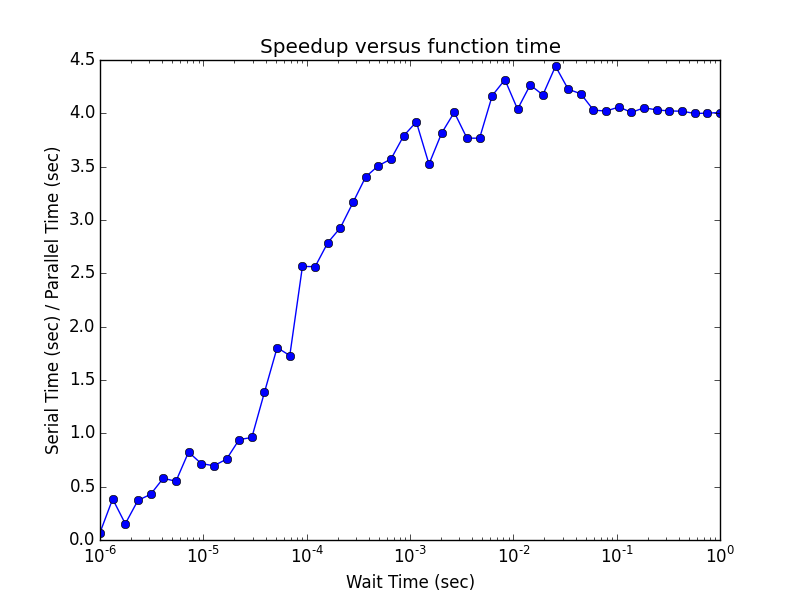 Speedup versus function time
4.5
4.0
3.5
3.0
2.5
2.0
1.5
1.0
0.5
0.0
Serial Time (sec) / Parallel Time (sec)
10^-6 10^-5 10^-4 10^-3 10^-2 10^-1 10^0
Wait Time (sec)